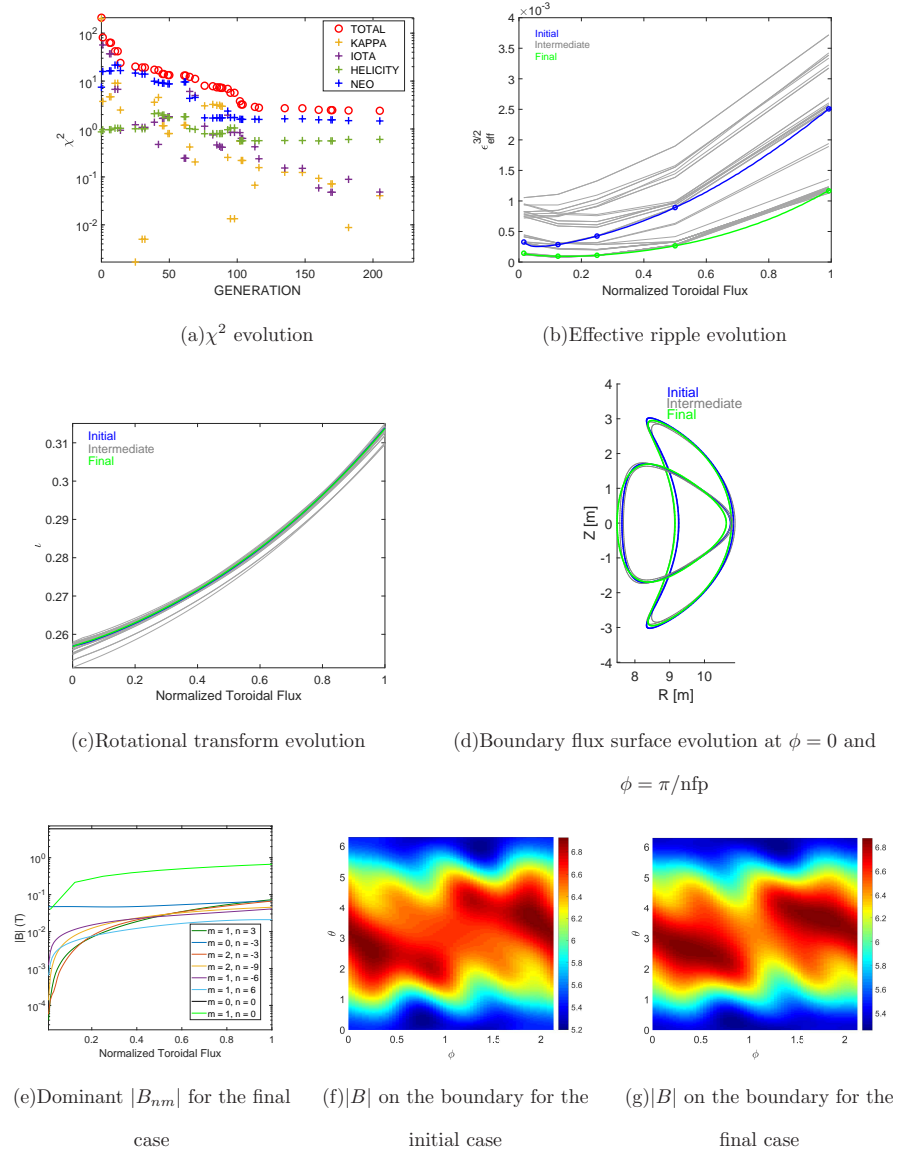 10^2
10^1
10^0
10^-1
10^-2
χ^2
0 50 100 150 200
GENERATION
TOTAL
KAPPA
IOTA
HELICITY
NEO
(a)χ^2 evolution
×10^-3
4
3.5
3
2.5
2
1.5
1
0.5
0
ϵ_eff^3/2
Initial
Intermediate
Final
0 0.2 0.4 0.6 0.8 1
Normalized Toroidal Flux
(b)Effective ripple evolution
0.31
0.3
0.29
0.28
0.27
0.26
ι
Initial
Intermediate
Final
0 0.2 0.4 0.6 0.8 1
Normalized Toroidal Flux
(c)Rotational transform evolution
4
3
2
1
0
-1
-2
-3
-4
Z [m]
Initial
Intermediate
Final
8 9 10
R [m]
(d)Boundary flux surface evolution at ϕ = 0 and
ϕ = π/nfp
10^0
10^-1
10^-2
10^-3
10^-4
|B| (T)
m = 1, n = 3
m = 0, n = -3
m = 2, n = -3
m = 2, n = -9
m = 1, n = -6
m = 1, n = 6
m = 0, n = 0
m = 1, n = 0
0.2 0.4 0.6 0.8 1
Normalized Toroidal Flux
(e)Dominant |B_nm| for the final
case
6
5
4
3
2
1
0
θ
0 0.5 1 1.5 2
ϕ
6.8
6.6
6.4
6.2
6
5.8
5.6
5.4
5.2
(f)|B| on the boundary for the
initial case
6
5
4
3
2
1
0
θ
0 0.5 1 1.5 2
ϕ
6.8
6.6
6.4
6.2
6
5.8
5.6
5.4
(g)|B| on the boundary for the
final case